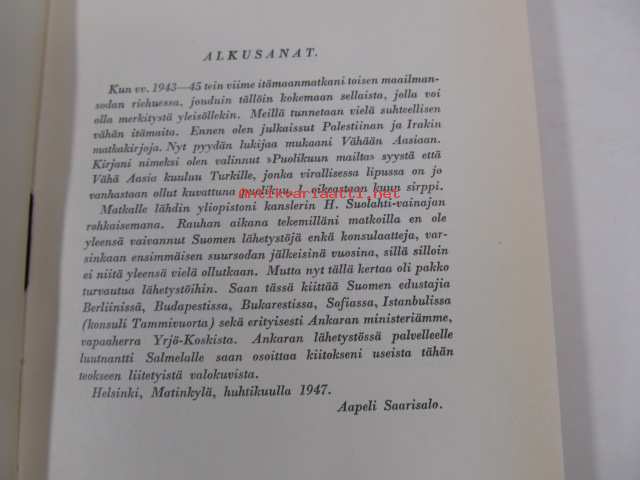 ALKUSANAT.
Kun vv. 1943—45 tein viime itämaanmatkani toisen maailman-
sodan riehuessa, jouduin tällöin kokemaan sellaista, jolla voi
olla merkitystä yleisöllekin. Meillä tunnetaan vielä suhteellisen
vähän itämaita. Ennen olen julkaissut Palestiinan ja Irakin
matkakirjoja. Nyt pyydän lukijaa mukaani Vähään Aasiaan.
Kirjani nimeksi olen valinnut »Puolikuun mailta» syystä että
Vähä Aasia kuuluu Turkille, jonka virallisessa lipussa on jo
vanhastaan ollut kuvattuna puolikuu, l. oikeastaan kuun sirppi.
Matkalle lähdin yliopistoni kanslerin H. Suolahti-vainajan
rohkaisemana. Rauhan aikana tekemilläni matkoilla en ole
yleensä vaivannut Suomen lähetystöjä enkä konsulaatteja, var-
sinkaan ensimmäisen suursodan jälkeisinä vuosina, sillä silloin
ei niitä yleensä vielä ollutkaan. Mutta nyt tällä kertaa oli pakko
turvautua lähetystöihin. Saan tässä kiittää Suomen edustajia
Berliinissä, Budapestissa, Bukarestissa, Sofiassa, Istanbulissa
(konsuli Tammivuorta) sekä erityisesti Ankaran ministeriämme,
vapaaherra Yrjö-Koskista. Ankaran lähetystössä palvelleelle
luutnantti Salmelalle saan osoittaa kiitokseni useista tähän
teokseen liitetyistä valokuvista.
Helsinki, Matinkylä, huhtikuulla 1947.
Aapeli Saarisalo.